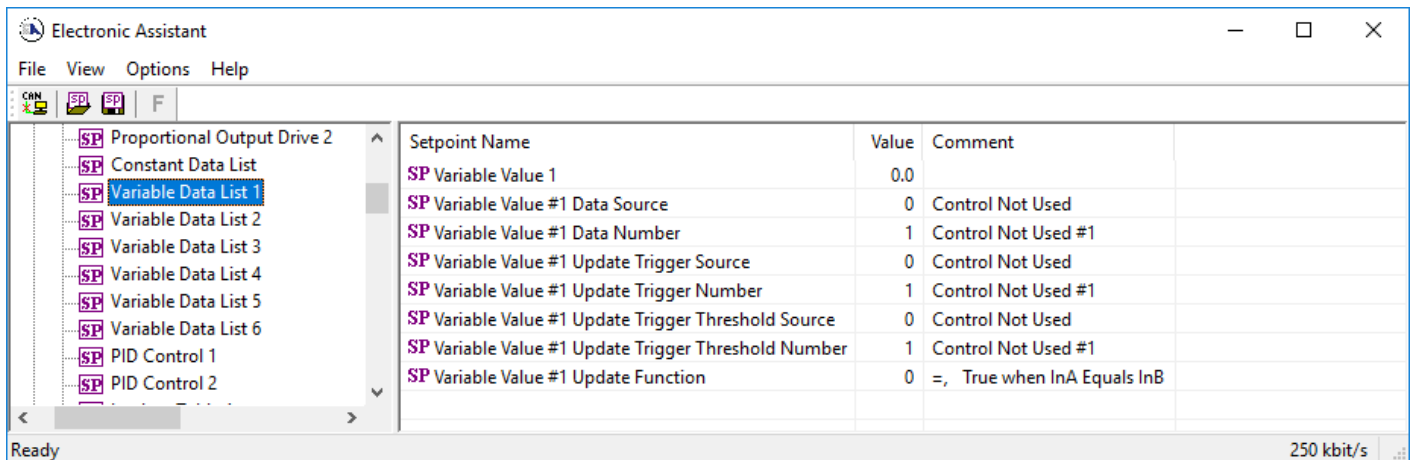 Electronic Assistant
File View Options Help
CAN SP SP F
SP Proportional Output Drive 2
SP Constant Data List
SP Variable Data List 1
SP Variable Data List 2
SP Variable Data List 3
SP Variable Data List 4
SP Variable Data List 5
SP Variable Data List 6
SP PID Control 1
SP PID Control 2
Setpoint Name Value Comment
SP Variable Value 1 0.0
SP Variable Value #1 Data Source 0 Control Not Used
SP Variable Value #1 Data Number 1 Control Not Used #1
SP Variable Value #1 Update Trigger Source 0 Control Not Used
SP Variable Value #1 Update Trigger Number 1 Control Not Used #1
SP Variable Value #1 Update Trigger Threshold Source 0 Control Not Used
SP Variable Value #1 Update Trigger Threshold Number 1 Control Not Used #1
SP Variable Value #1 Update Function 0 =, True when InA Equals InB
Ready 250 kbit/s